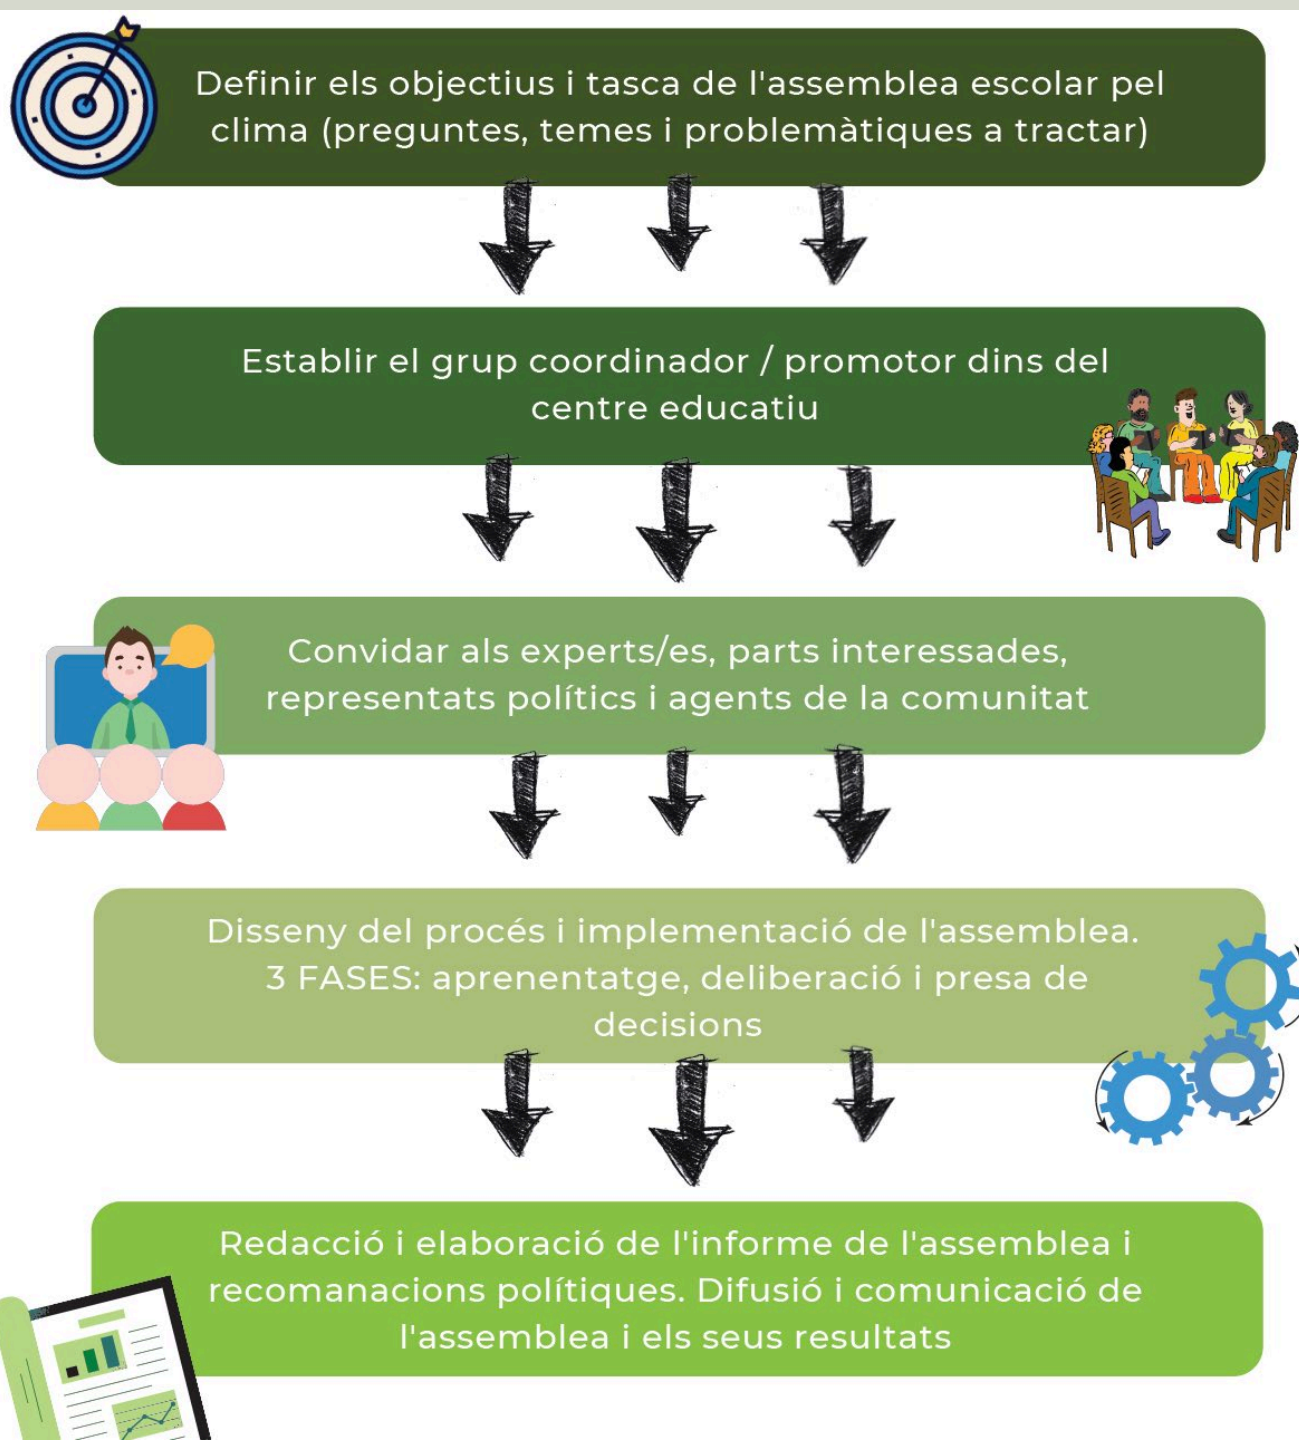 Definir els objectius i tasca de l'assemblea escolar pel
clima (preguntes, temes i problemàtiques a tractar)
Establir el grup coordinador / promotor dins del
centre educatiu
Convidar als experts/es, parts interessades,
representats polítics i agents de la comunitat
Disseny del procés i implementació de l'assemblea.
3 FASES: aprenentatge, deliberació i presa de
decisions
Redacció i elaboració de l'informe de l'assemblea i
recomanacions polítiques. Difusió i comunicació de
l'assemblea i els seus resultats